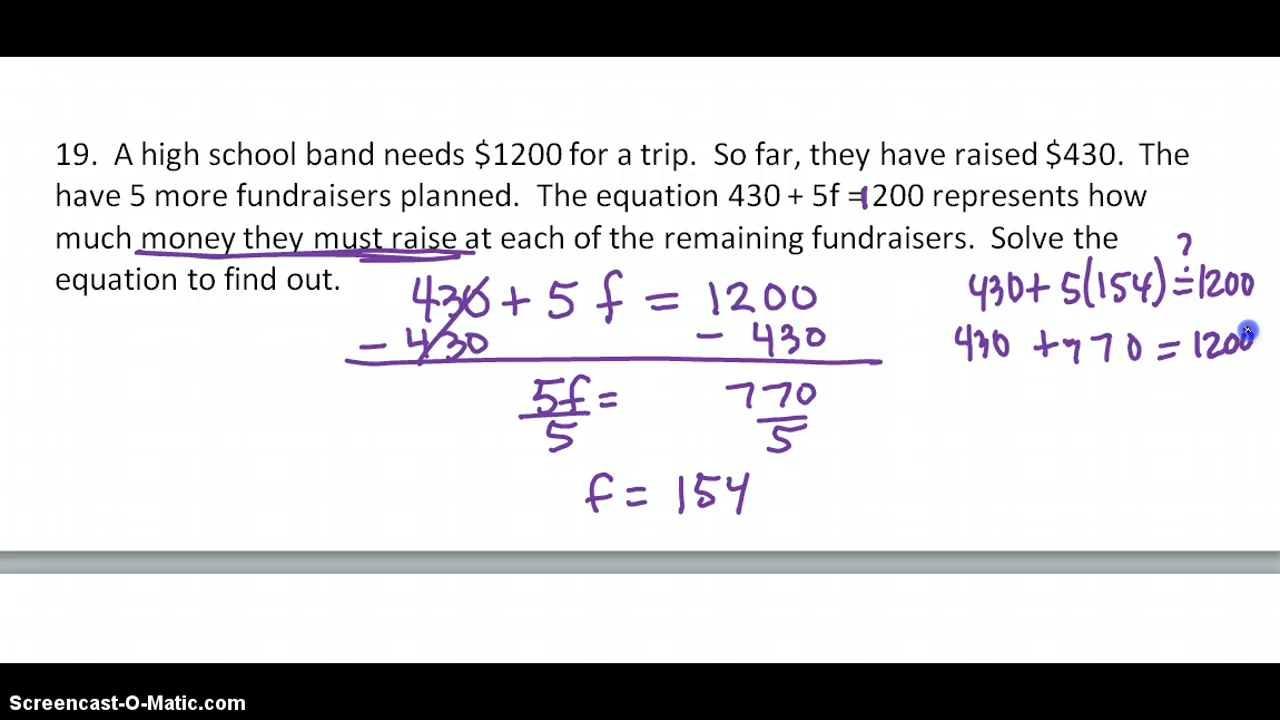 19. A high school band needs $1200 for a trip. So far, they have raised $430. The
have 5 more fundraisers planned. The equation 430 + 5f =1200 represents how
much money they must raise at each of the remaining fundraisers. Solve the
equation to find out.
430 + 5 f = 1200
- 430 - 430
5f = 770
5 5
f = 154
?
430 + 5(154) = 1200
430 + 770 = 1200
Screencast-O-Matic.com